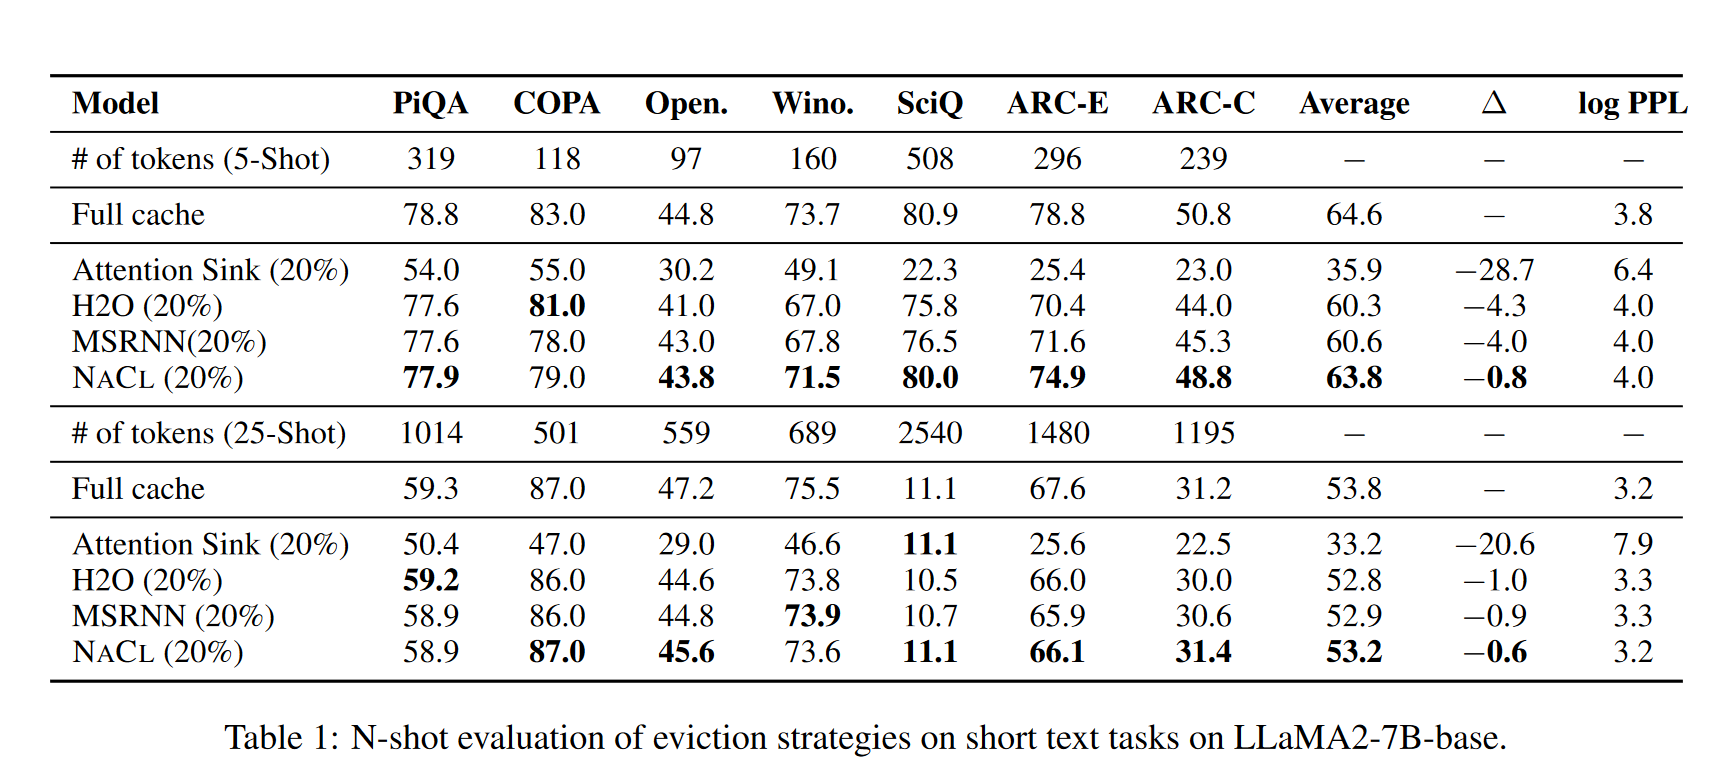 Model PiQA COPA Open. Wino. SciQ ARC-E ARC-C Average △ log PPL
# of tokens (5-Shot) 319 118 97 160 508 296 239 − − −
Full cache 78.8 83.0 44.8 73.7 80.9 78.8 50.8 64.6 − 3.8
Attention Sink (20%) 54.0 55.0 30.2 49.1 22.3 25.4 23.0 35.9 −28.7 6.4
H2O (20%) 77.6 81.0 41.0 67.0 75.8 70.4 44.0 60.3 −4.3 4.0
MSRNN(20%) 77.6 78.0 43.0 67.8 76.5 71.6 45.3 60.6 −4.0 4.0
NACL (20%) 77.9 79.0 43.8 71.5 80.0 74.9 48.8 63.8 −0.8 4.0
# of tokens (25-Shot) 1014 501 559 689 2540 1480 1195 − − −
Full cache 59.3 87.0 47.2 75.5 11.1 67.6 31.2 53.8 − 3.2
Attention Sink (20%) 50.4 47.0 29.0 46.6 11.1 25.6 22.5 33.2 −20.6 7.9
H2O (20%) 59.2 86.0 44.6 73.8 10.5 66.0 30.0 52.8 −1.0 3.3
MSRNN (20%) 58.9 86.0 44.8 73.9 10.7 65.9 30.6 52.9 −0.9 3.3
NACL (20%) 58.9 87.0 45.6 73.6 11.1 66.1 31.4 53.2 −0.6 3.2
Table 1: N-shot evaluation of eviction strategies on short text tasks on LLaMA2-7B-base.